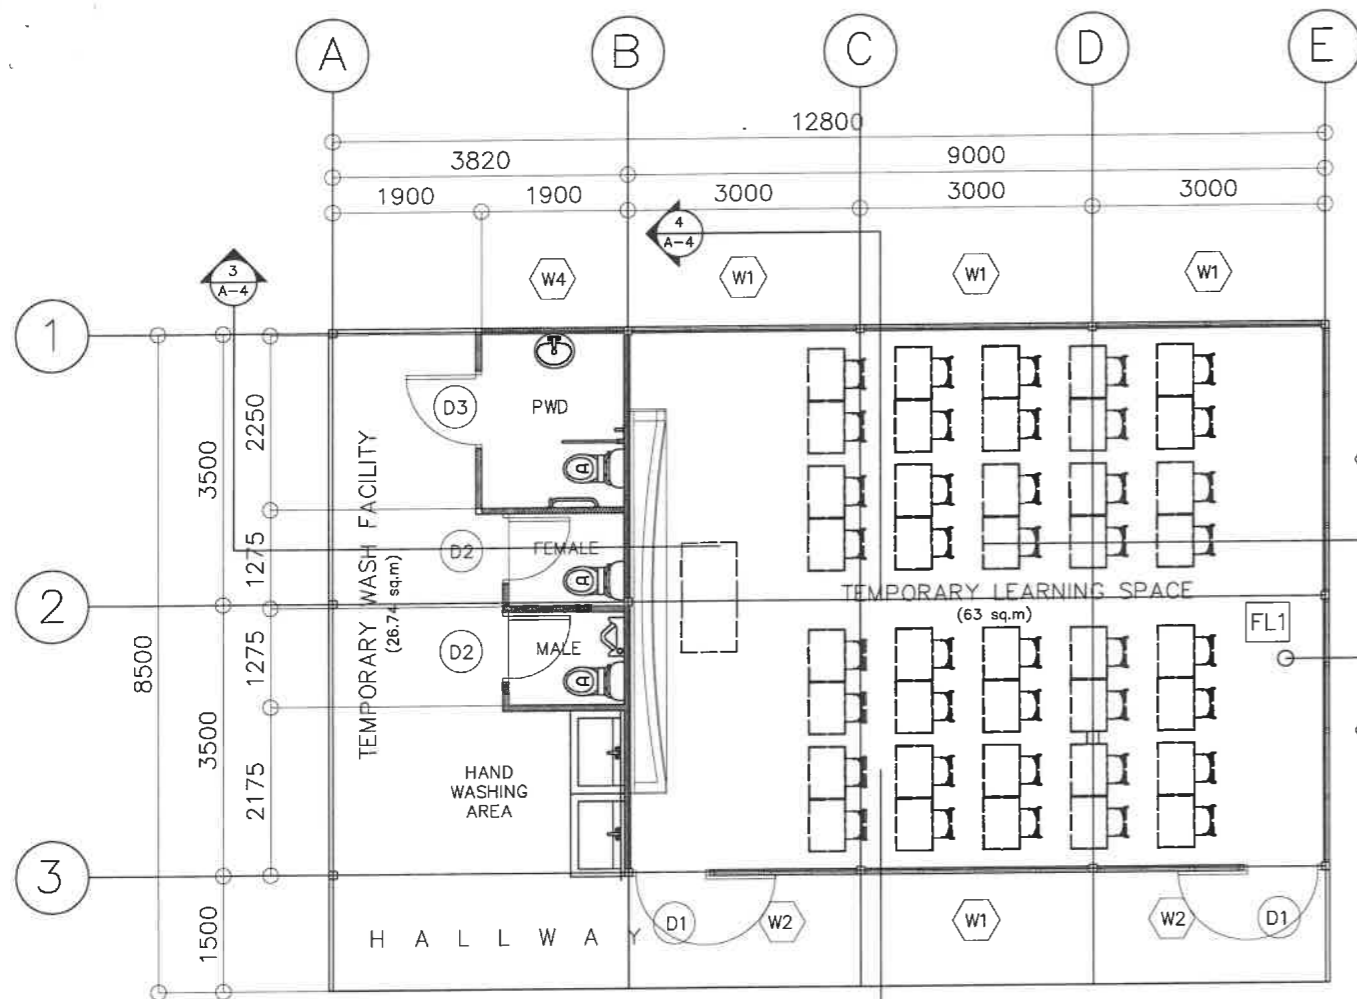 A B C D E
12800
3820 9000
1900 1900 3000 3000 3000
3
A-4
4
A-4
W4 W1 W1 W1
1
2
3
8500
3500
3500
1500
2250
1275
1275
2175
D3
PWD
D2
FEMALE
D2
MALE
TEMPORARY WASH FACILITY
(26.74 sq.m)
HAND
WASHING
AREA
TEMPORARY LEARNING SPACE
(63 sq.m)
FL1
HALLWAY
D1 W2 W1 W2 D1